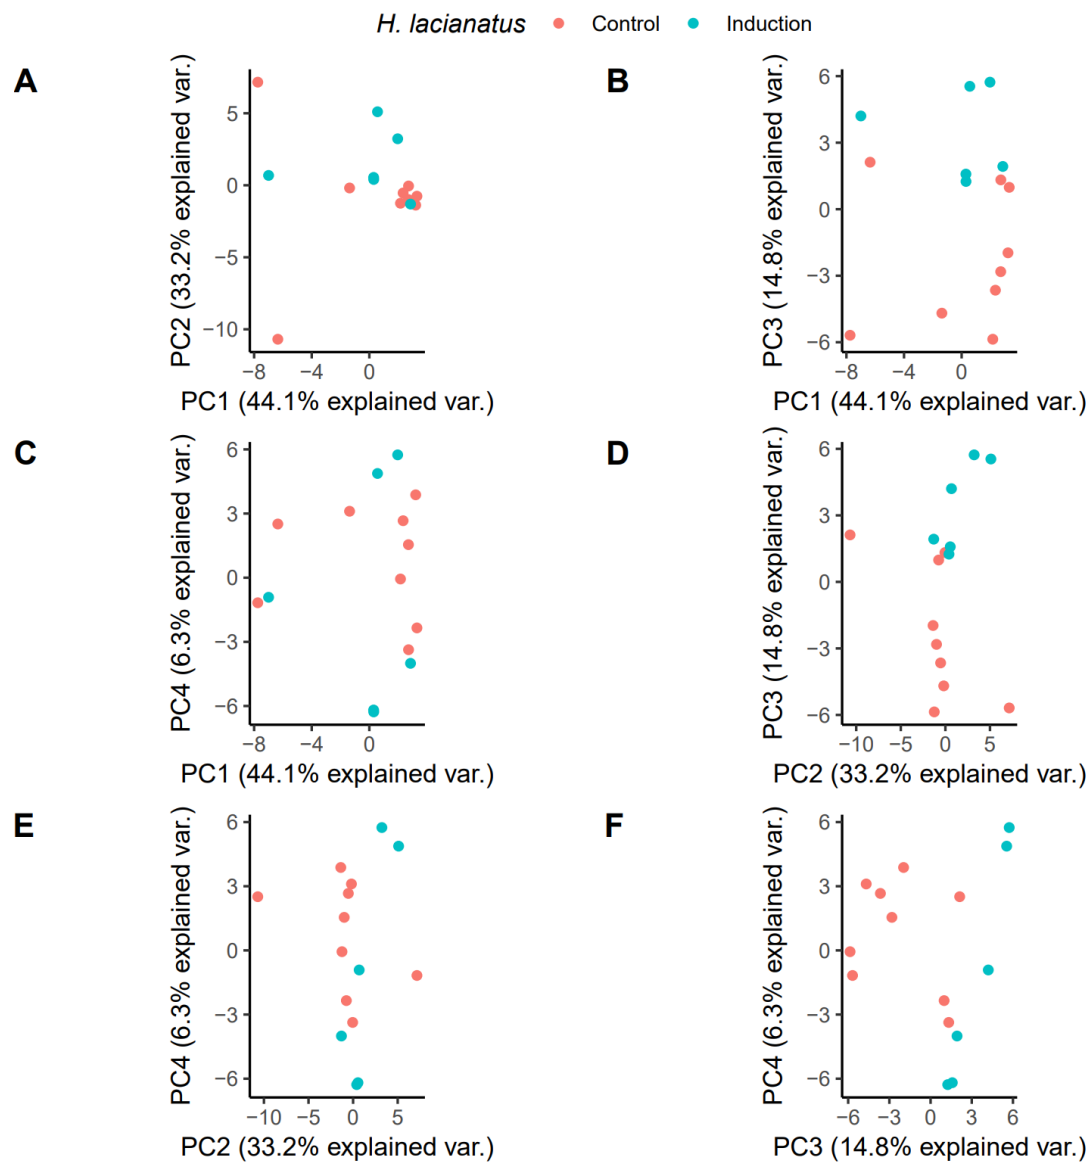 H. lacianatus Control Induction
A
PC2 (33.2% explained var.)
5
0
−5
−10
−8 −4 0
PC1 (44.1% explained var.)
B
PC3 (14.8% explained var.)
6
3
0
−3
−6
−8 −4 0
PC1 (44.1% explained var.)
C
PC4 (6.3% explained var.)
6
3
0
−3
−6
−8 −4 0
PC1 (44.1% explained var.)
D
PC3 (14.8% explained var.)
6
3
0
−3
−6
−10 −5 0 5
PC2 (33.2% explained var.)
E
PC4 (6.3% explained var.)
6
3
0
−3
−6
−10 −5 0 5
PC2 (33.2% explained var.)
F
PC4 (6.3% explained var.)
6
3
0
−3
−6
−6 −3 0 3 6
PC3 (14.8% explained var.)